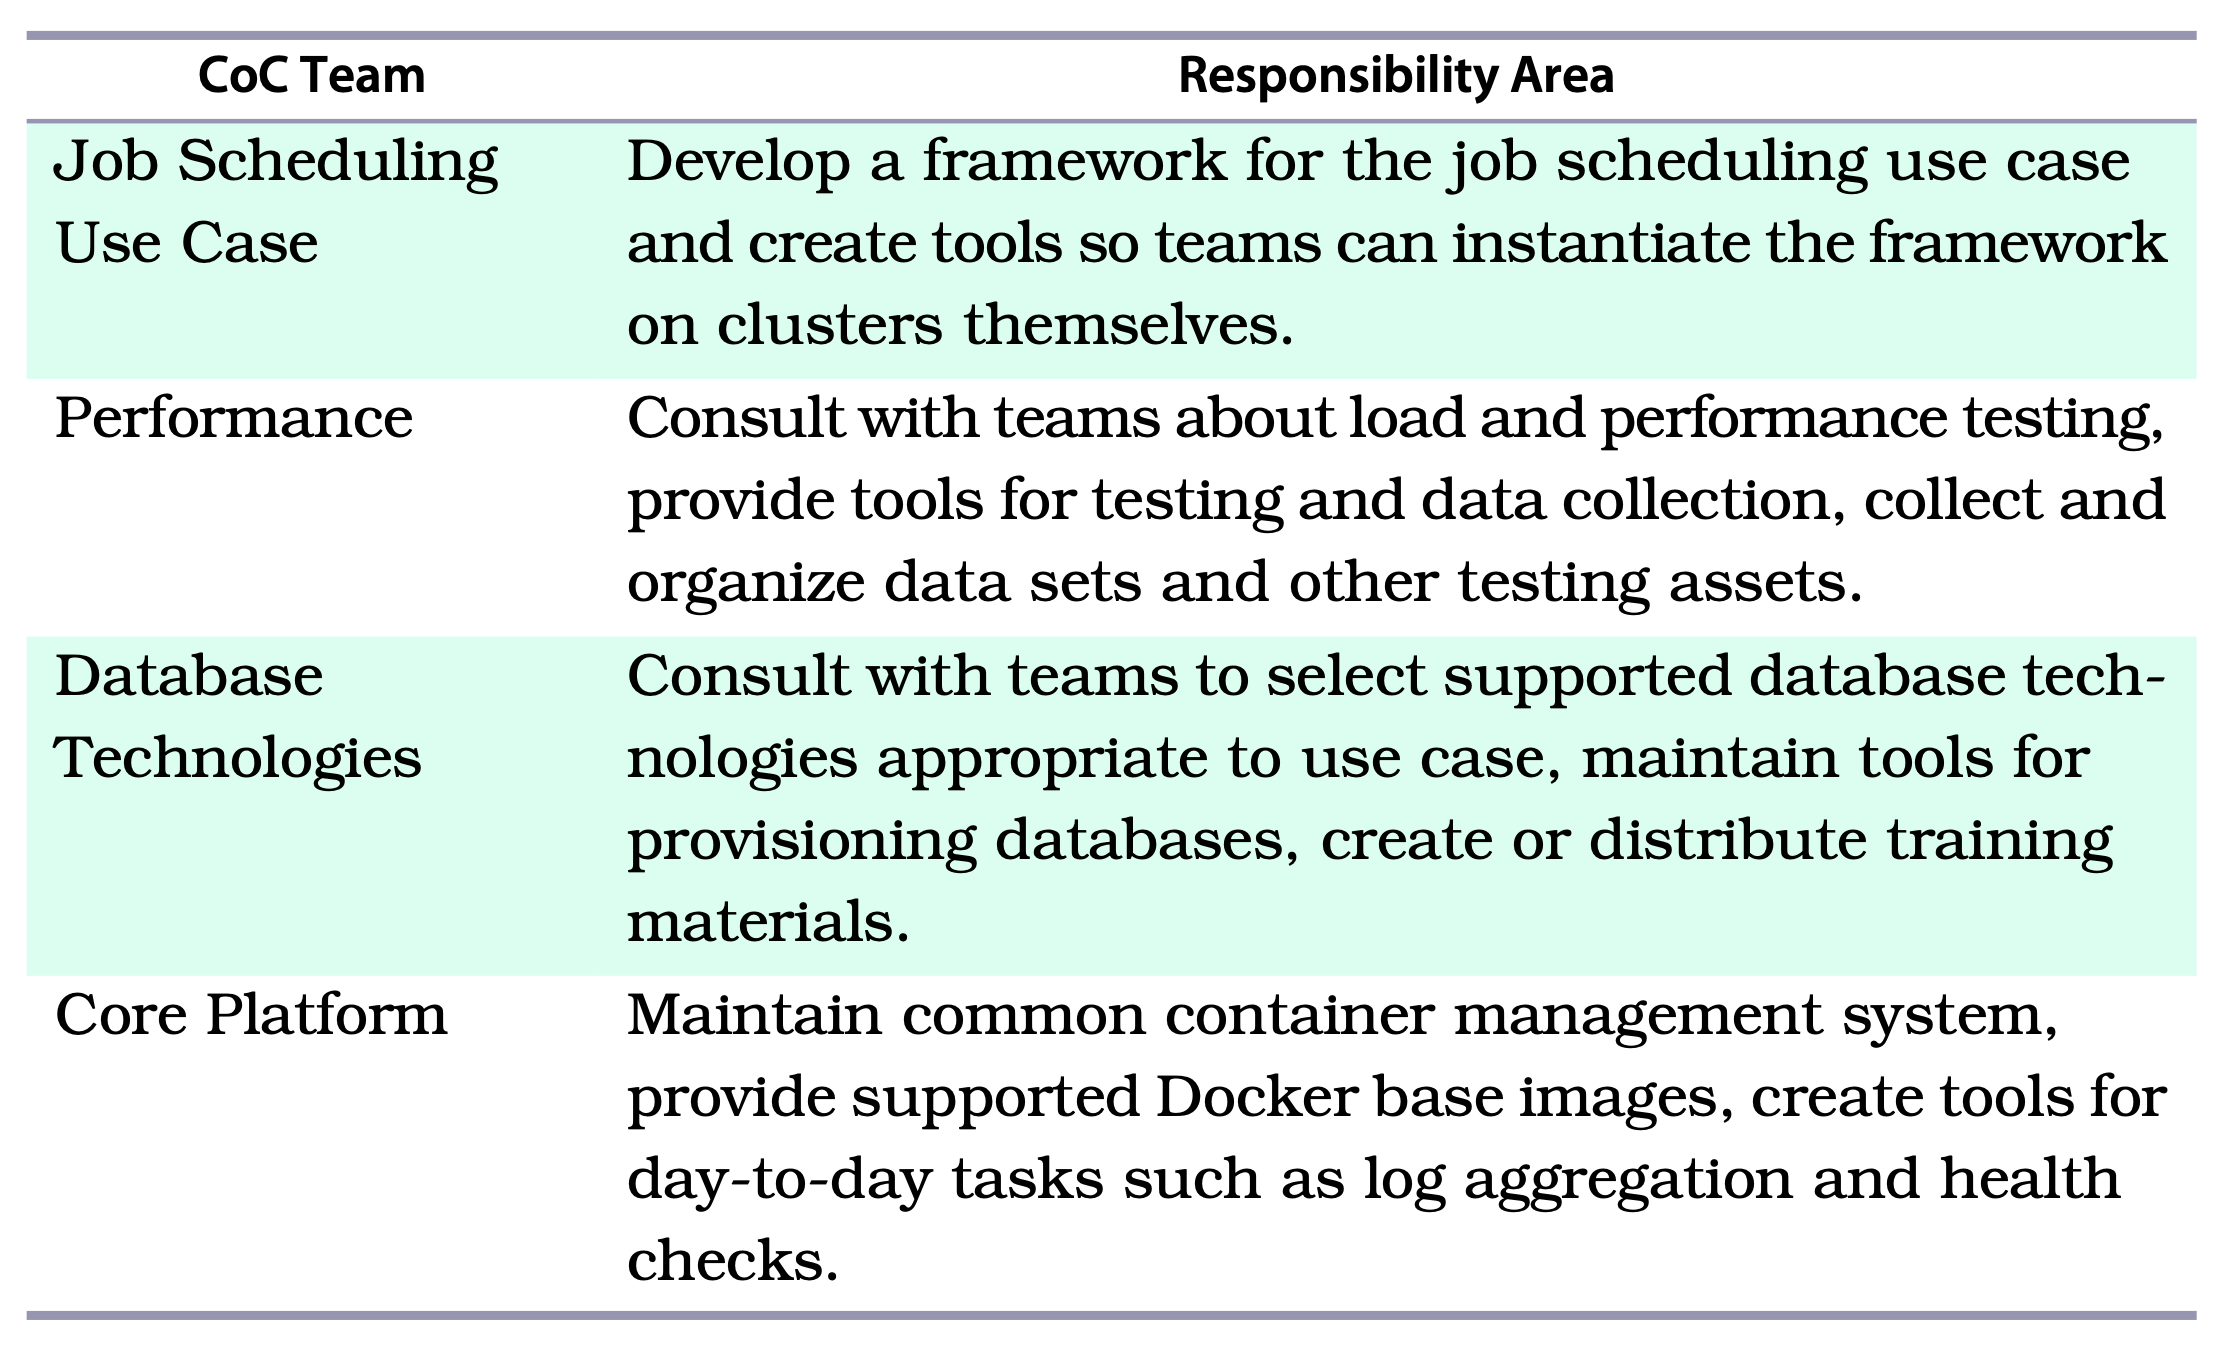 CoC Team Responsibility Area
Job Scheduling Develop a framework for the job scheduling use case
Use Case and create tools so teams can instantiate the framework
on clusters themselves.
Performance Consult with teams about load and performance testing,
provide tools for testing and data collection, collect and
organize data sets and other testing assets.
Database Consult with teams to select supported database tech-
Technologies nologies appropriate to use case, maintain tools for
provisioning databases, create or distribute training
materials.
Core Platform Maintain common container management system,
provide supported Docker base images, create tools for
day-to-day tasks such as log aggregation and health
checks.